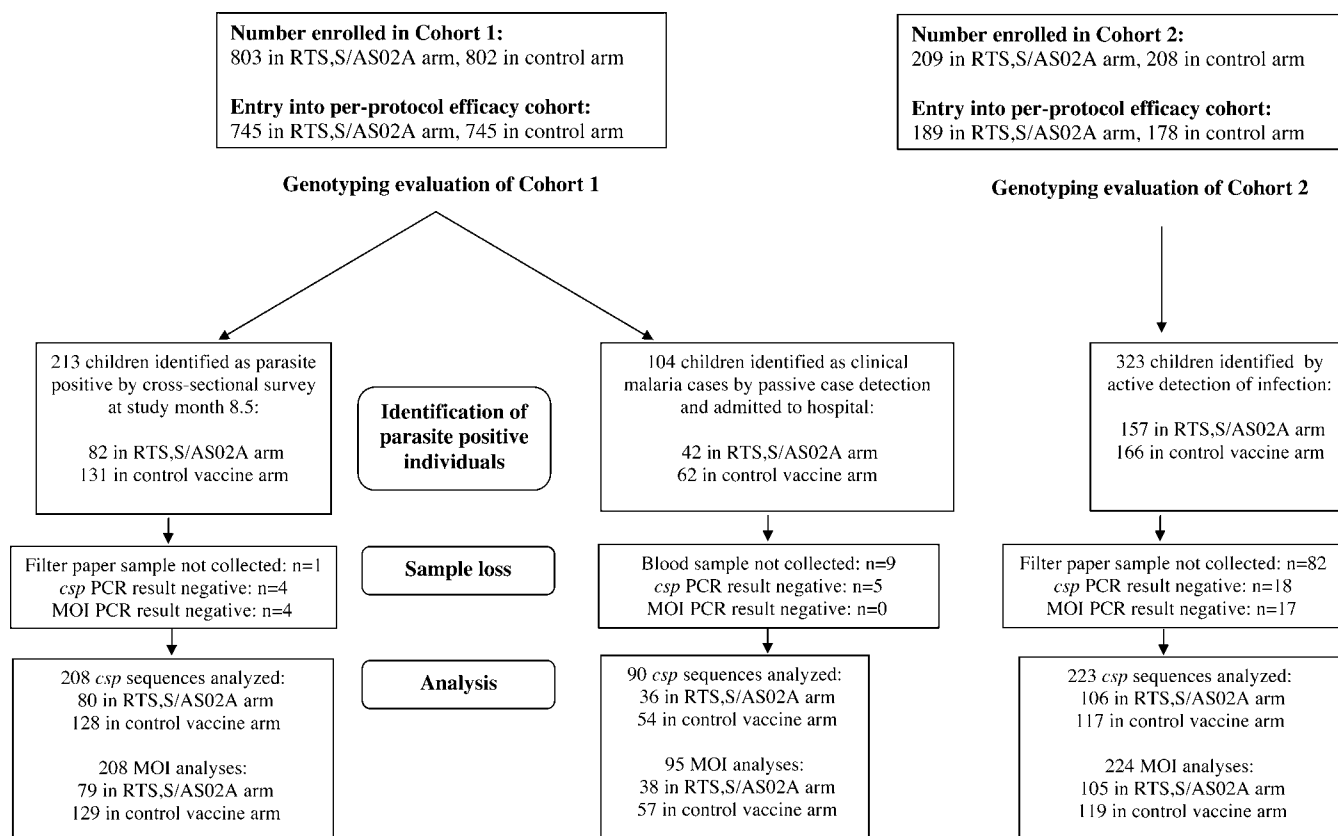 Number enrolled in Cohort 1:
803 in RTS,S/AS02A arm, 802 in control arm
Entry into per-protocol efficacy cohort:
745 in RTS,S/AS02A arm, 745 in control arm
Number enrolled in Cohort 2:
209 in RTS,S/AS02A arm, 208 in control arm
Entry into per-protocol efficacy cohort:
189 in RTS,S/AS02A arm, 178 in control arm
Genotyping evaluation of Cohort 1
Genotyping evaluation of Cohort 2
213 children identified as parasite
positive by cross-sectional survey
at study month 8.5:
82 in RTS,S/AS02A arm
131 in control vaccine arm
Identification of
parasite positive
individuals
104 children identified as clinical
malaria cases by passive case detection
and admitted to hospital:
42 in RTS,S/AS02A arm
62 in control vaccine arm
323 children identified by
active detection of infection:
157 in RTS,S/AS02A arm
166 in control vaccine arm
Filter paper sample not collected: n=1
csp PCR result negative: n=4
MOI PCR result negative: n=4
Sample loss
Blood sample not collected: n=9
csp PCR result negative: n=5
MOI PCR result negative: n=0
Filter paper sample not collected: n=82
csp PCR result negative: n=18
MOI PCR result negative: n=17
208 csp sequences analyzed:
80 in RTS,S/AS02A arm
128 in control vaccine arm
208 MOI analyses:
79 in RTS,S/AS02A arm
129 in control vaccine arm
Analysis
90 csp sequences analyzed:
36 in RTS,S/AS02A arm
54 in control vaccine arm
95 MOI analyses:
38 in RTS,S/AS02A arm
57 in control vaccine arm
223 csp sequences analyzed:
106 in RTS,S/AS02A arm
117 in control vaccine arm
224 MOI analyses:
105 in RTS,S/AS02A arm
119 in control vaccine arm